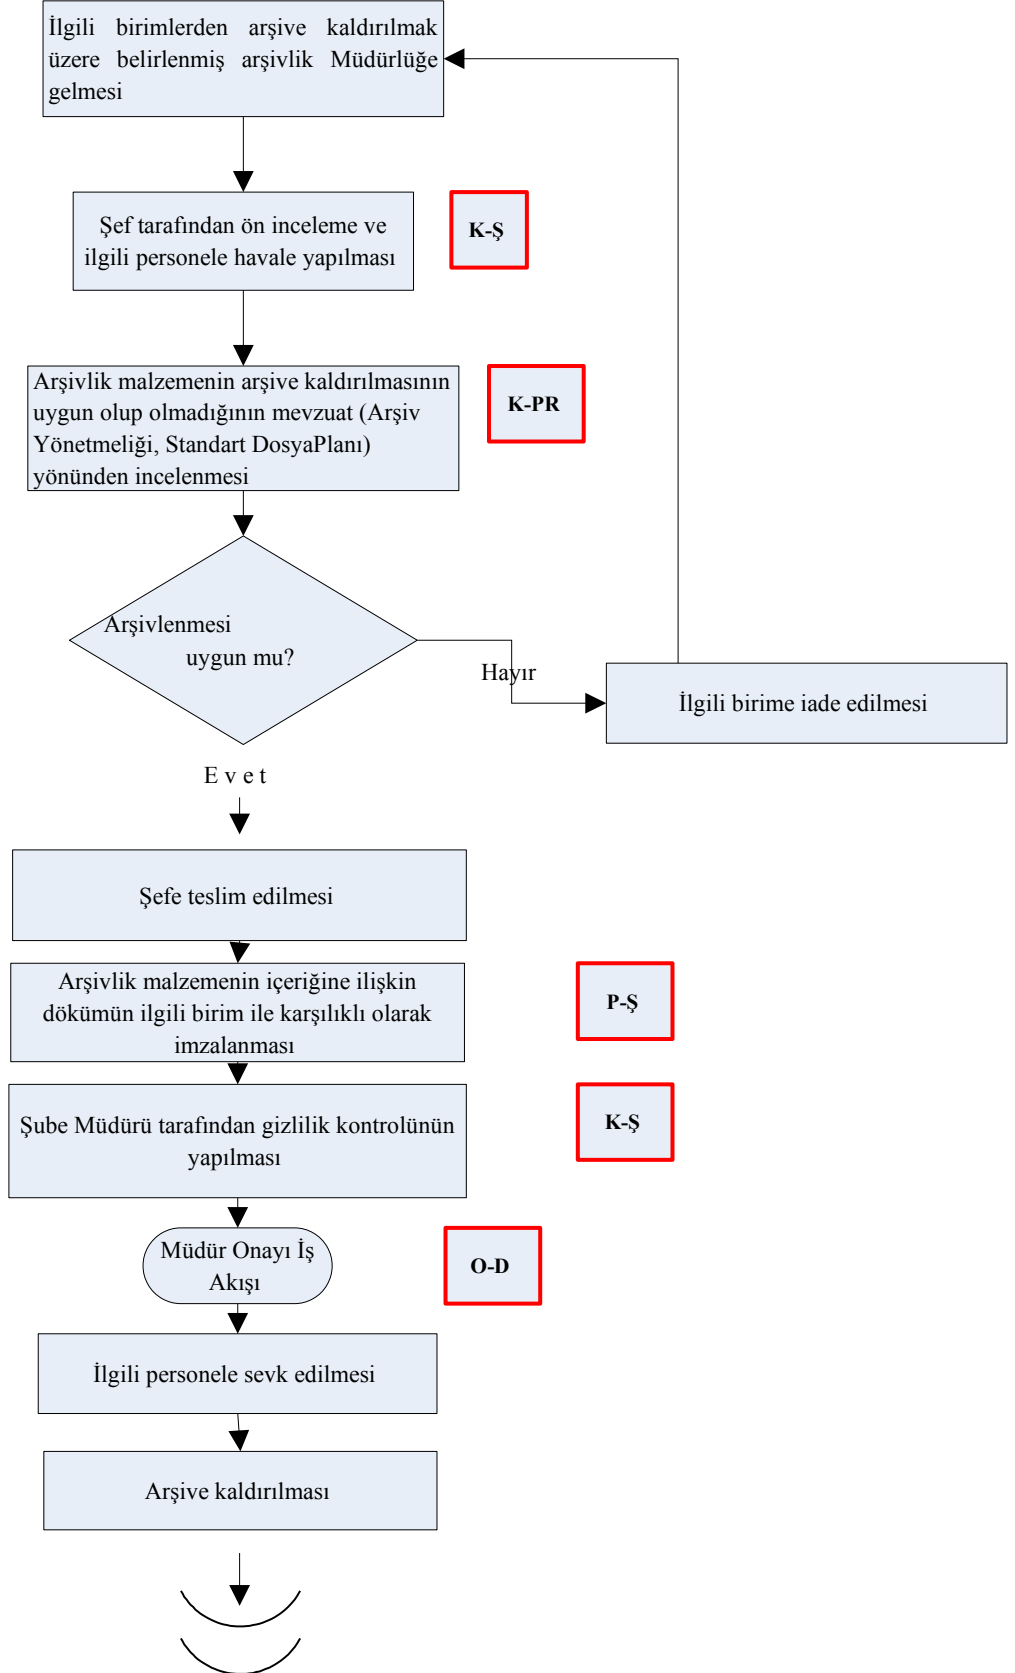 İlgili birimlerden arşive kaldırılmak
üzere belirlenmiş arşivlik Müdürlüğe
gelmesi
Şef tarafından ön inceleme ve
ilgili personele havale yapılması
K-Ş
Arşivlik malzemenin arşive kaldırılmasının
uygun olup olmadığının mevzuat (Arşiv
Yönetmeliği, Standart DosyaPlanı)
yönünden incelenmesi
K-PR
Arşivlenmesi
uygun mu?
Hayır
İlgili birime iade edilmesi
E v e t
Şefe teslim edilmesi
Arşivlik malzemenin içeriğine ilişkin
dökümün ilgili birim ile karşılıklı olarak
imzalanması
P-Ş
Şube Müdürü tarafından gizlilik kontrolünün
yapılması
K-Ş
Müdür Onayı İş
Akışı
O-D
İlgili personele sevk edilmesi
Arşive kaldırılması